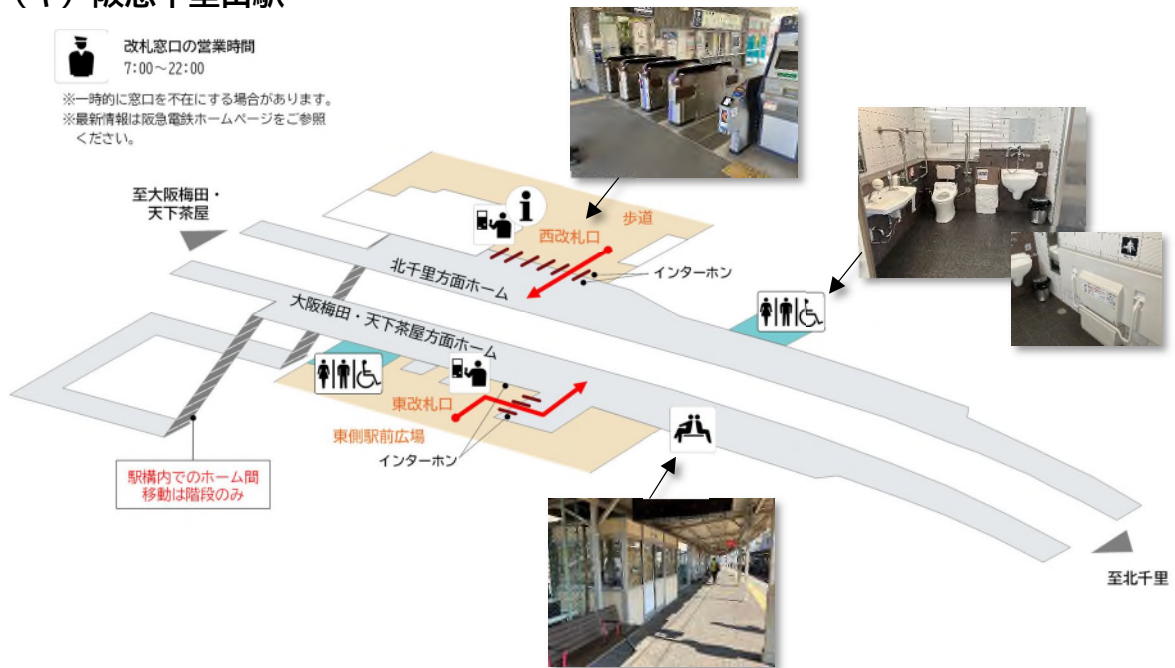 （キ）阪急千里山駅
改札窓口の営業時間
7:00～22:00
※一時的に窓口を不在にする場合があります。
※最新情報は阪急電鉄ホームページをご参照
ください。
至大阪梅田・
天下茶屋
歩道
西改札口
インターホン
北千里方面ホーム
大阪梅田・天下茶屋方面ホーム
東改札口
東側駅前広場
インターホン
駅構内でのホーム間
移動は階段のみ
至北千里